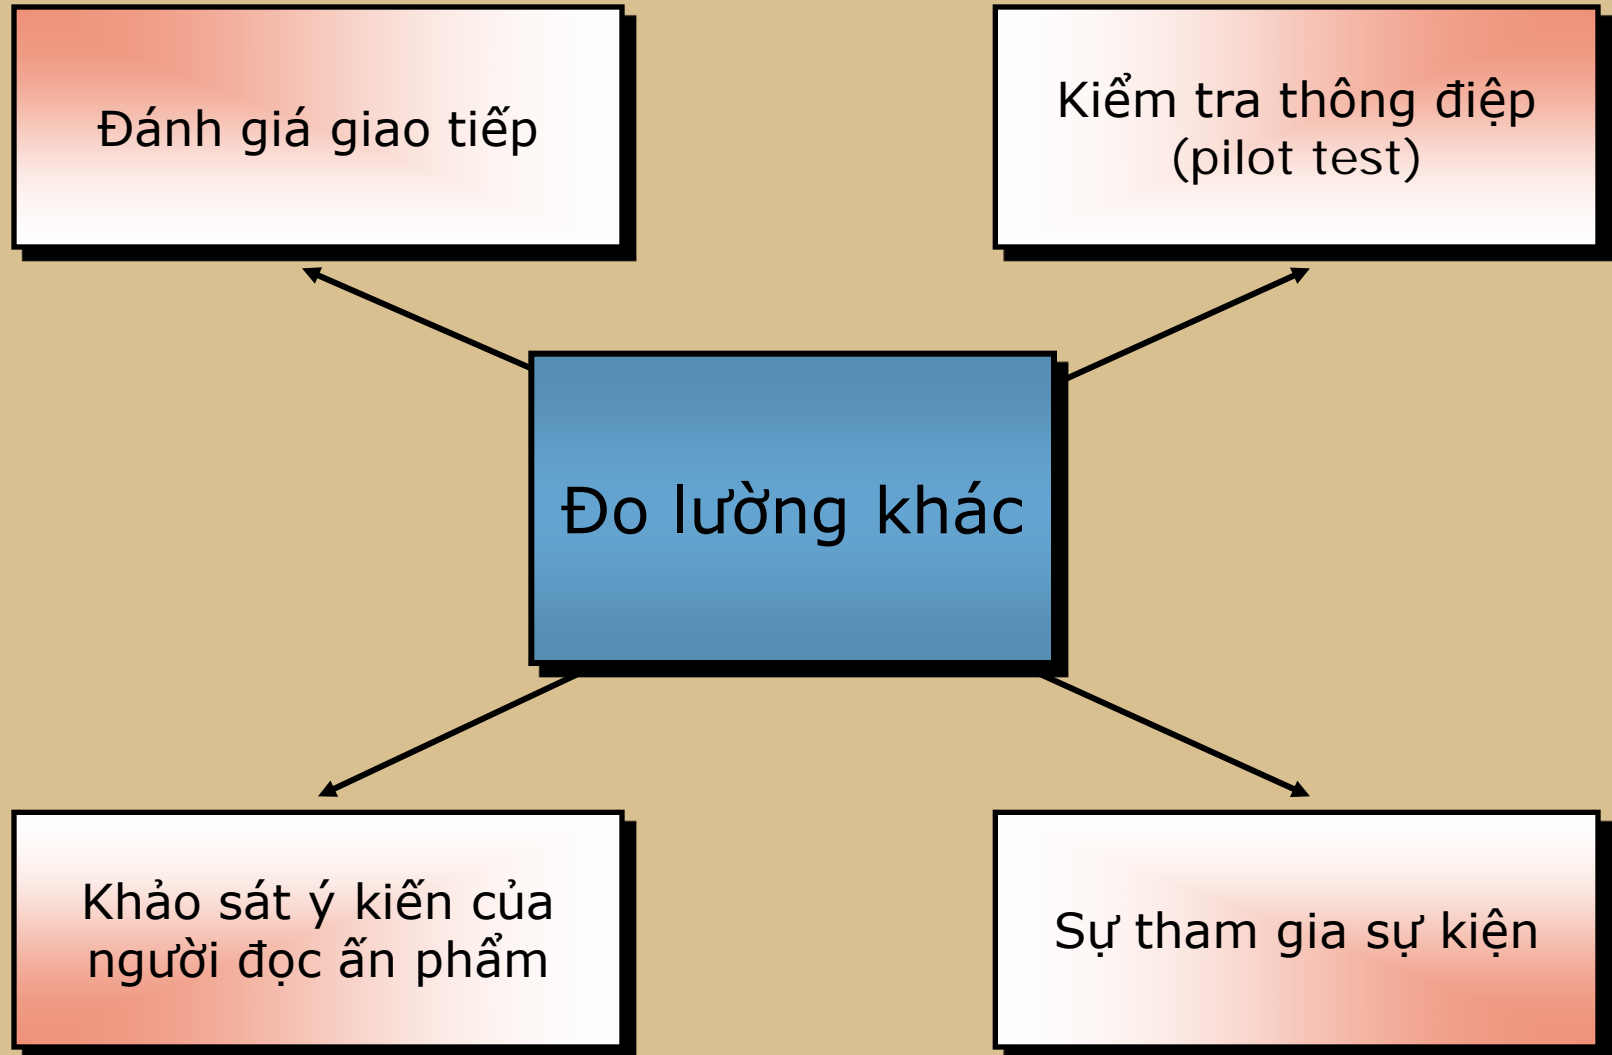 Đánh giá giao tiếp
Kiểm tra thông điệp
(pilot test)
Đo lường khác
Khảo sát ý kiến của
người đọc ấn phẩm
Sự tham gia sự kiện